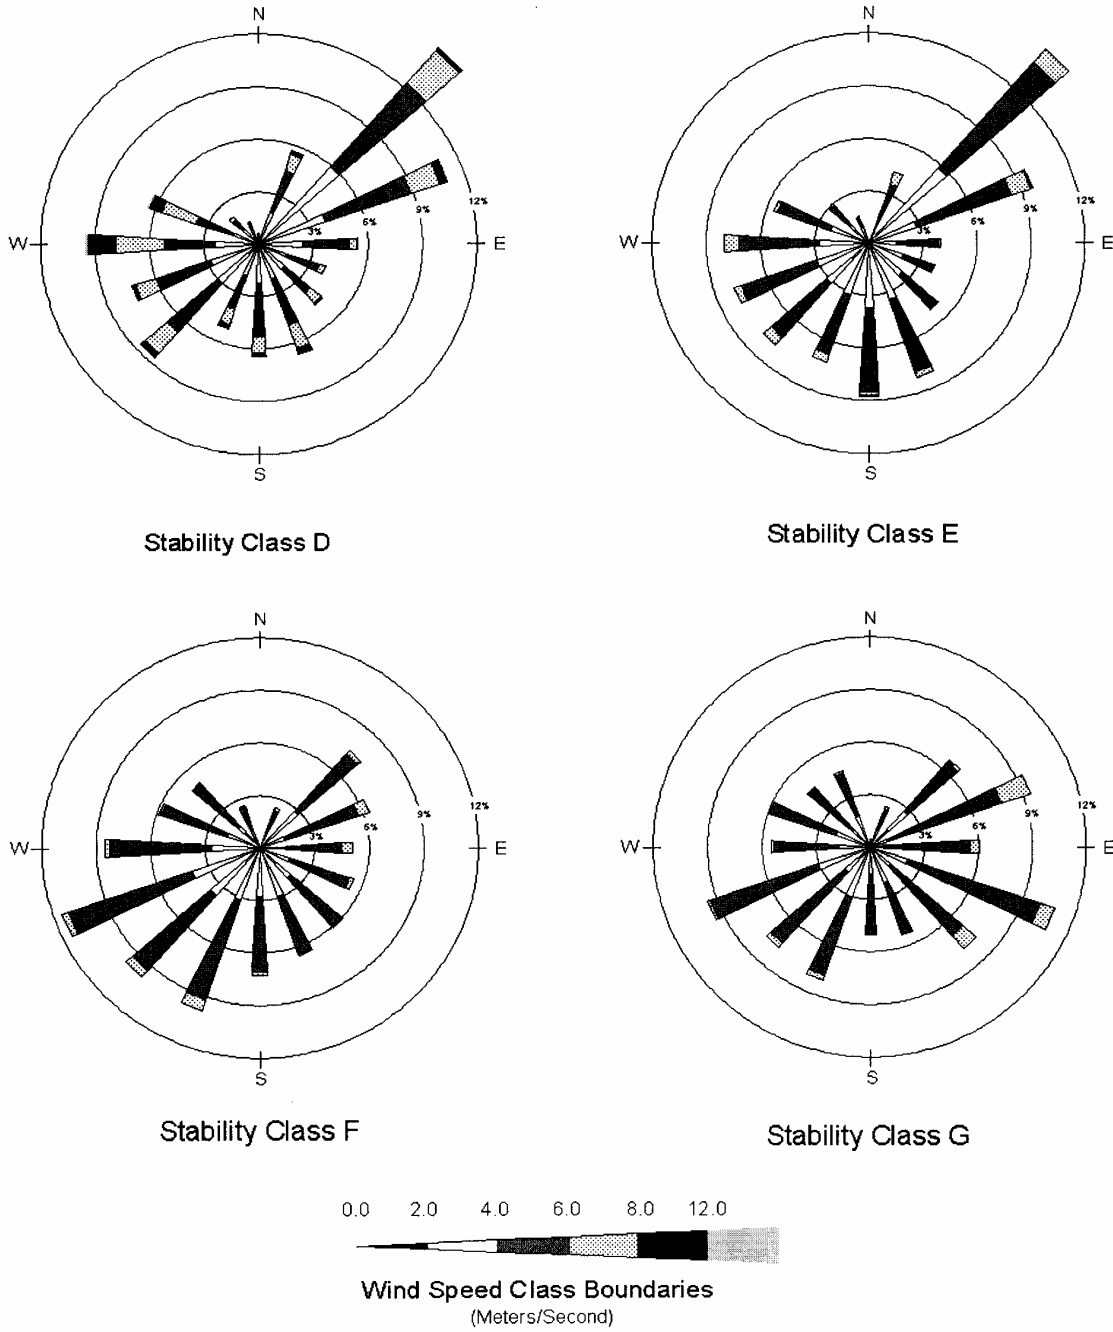 N
N
12%
9%
6%
3%
W
E
S
12%
9%
6%
3%
W
E
S
Stability Class D
Stability Class E
N
N
12%
9%
6%
3%
W
E
S
12%
9%
6%
3%
W
E
S
Stability Class F
Stability Class G
0.0 2.0 4.0 6.0 8.0 12.0
Wind Speed Class Boundaries
(Meters/Second)